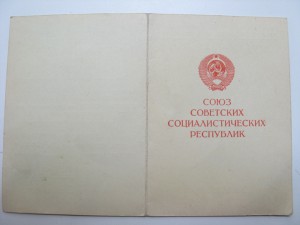 СОЮЗ
СОВЕТСКИХ
СОЦИАЛИСТИЧЕСКИХ
РЕСПУБЛИК